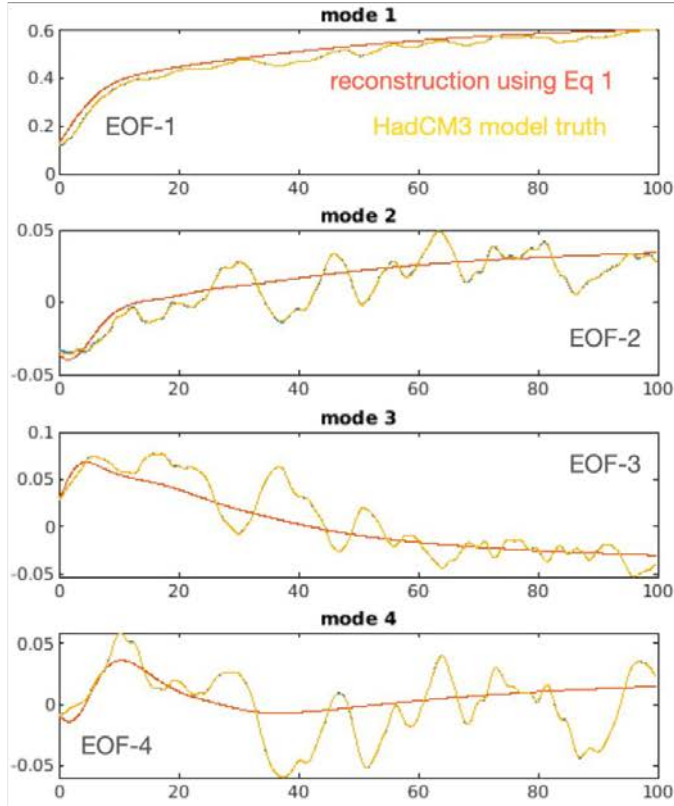 mode 1
0.6
0.4
0.2
0
reconstruction using Eq 1
HadCM3 model truth
EOF-1
0 20 40 60 80 100
mode 2
0.05
0
-0.05
EOF-2
0 20 40 60 80 100
mode 3
0.1
0.05
0
-0.05
EOF-3
0 20 40 60 80 100
mode 4
0.05
0
-0.05
EOF-4
0 20 40 60 80 100